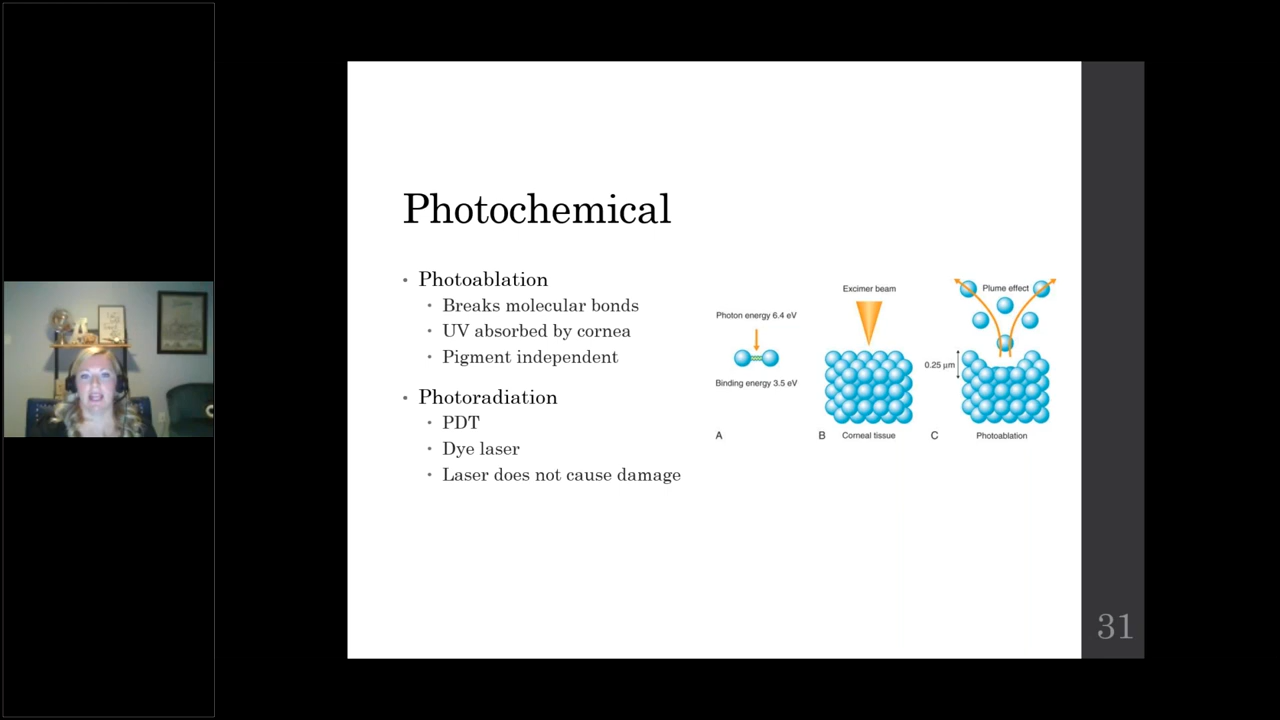 Photochemical
• Photoablation
• Breaks molecular bonds
• UV absorbed by cornea
• Pigment independent
• Photoradiation
• PDT
• Dye laser
• Laser does not cause damage
Photon energy 6.4 eV
Binding energy 3.5 eV
A
Excimer beam
B Corneal tissue
Plume effect
0.25 μm
C Photoablation
31